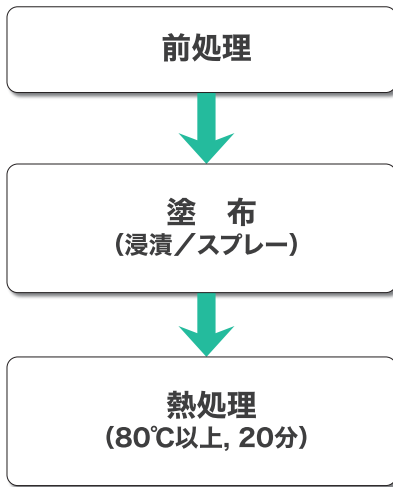 前処理
塗　布
（浸漬／スプレー）
熱処理
（80℃以上, 20分）